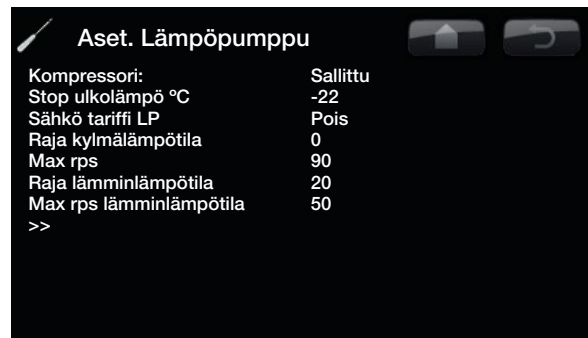 Aset. Lämpöpumppu
Kompressori: Sallittu
Stop ulkolämpö ºC -22
Sähkö tariffi LP Pois
Raja kylmälämpötila 0
Max rps 90
Raja lämminlämpötila 20
Max rps lämminlämpötila 50
>>